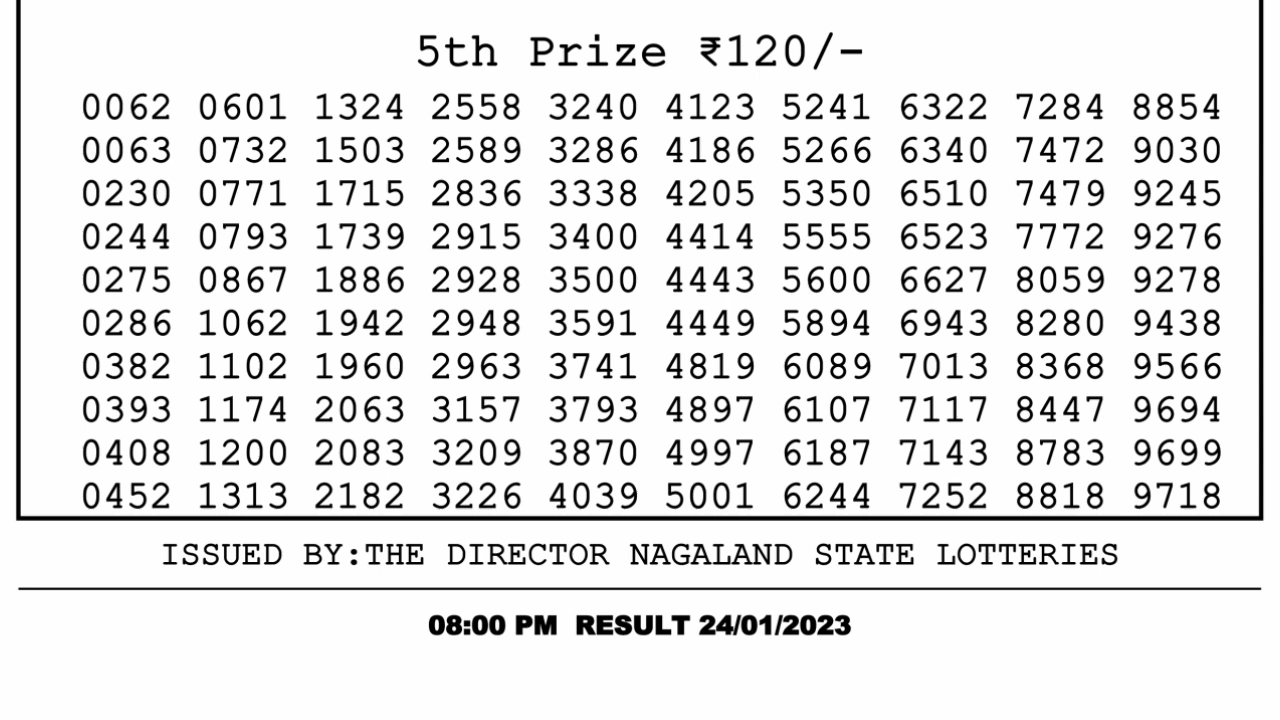 5th Prize ₹120/-
0062 0601 1324 2558 3240 4123 5241 6322 7284 8854
0063 0732 1503 2589 3286 4186 5266 6340 7472 9030
0230 0771 1715 2836 3338 4205 5350 6510 7479 9245
0244 0793 1739 2915 3400 4414 5555 6523 7772 9276
0275 0867 1886 2928 3500 4443 5600 6627 8059 9278
0286 1062 1942 2948 3591 4449 5894 6943 8280 9438
0382 1102 1960 2963 3741 4819 6089 7013 8368 9566
0393 1174 2063 3157 3793 4897 6107 7117 8447 9694
0408 1200 2083 3209 3870 4997 6187 7143 8783 9699
0452 1313 2182 3226 4039 5001 6244 7252 8818 9718
ISSUED BY:THE DIRECTOR NAGALAND STATE LOTTERIES
08:00 PM RESULT 24/01/2023